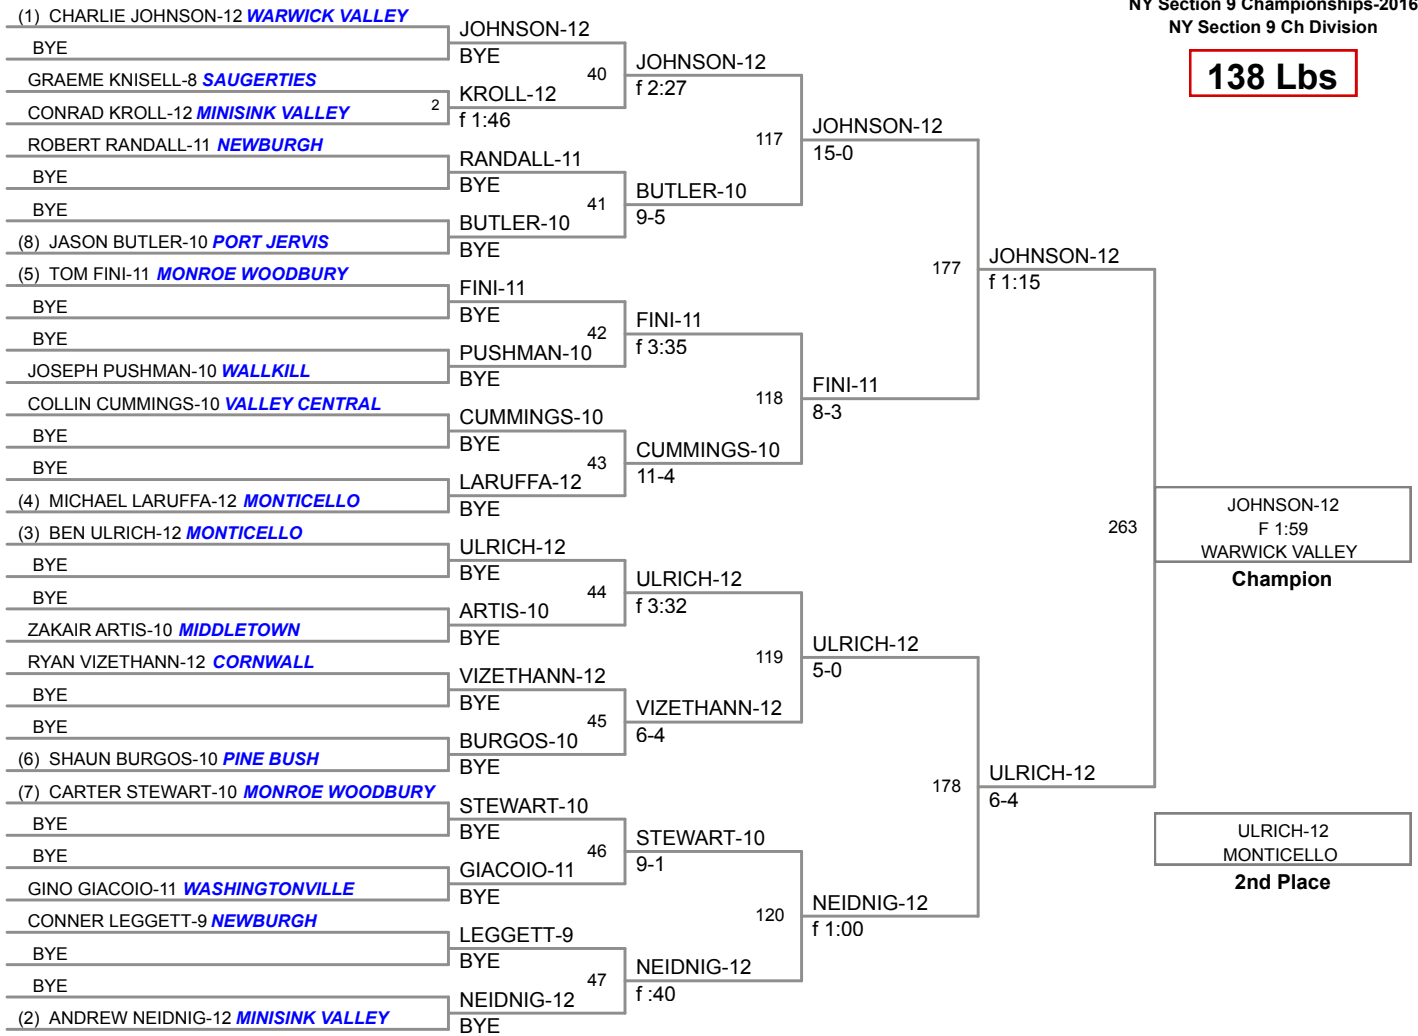 NY Section 9 Championships-2016
NY Section 9 Ch Division
138 Lbs
(1) CHARLIE JOHNSON-12 WARWICK VALLEY
BYE
GRAEME KNISELL-8 SAUGERTIES
CONRAD KROLL-12 MINISINK VALLEY
ROBERT RANDALL-11 NEWBURGH
BYE
BYE
(8) JASON BUTLER-10 PORT JERVIS
(5) TOM FINI-11 MONROE WOODBURY
BYE
BYE
JOSEPH PUSHMAN-10 WALLKILL
COLLIN CUMMINGS-10 VALLEY CENTRAL
BYE
BYE
(4) MICHAEL LARUFFA-12 MONTICELLO
(3) BEN ULRICH-12 MONTICELLO
BYE
BYE
ZAKAIR ARTIS-10 MIDDLETOWN
RYAN VIZETHANN-12 CORNWALL
BYE
BYE
(6) SHAUN BURGOS-10 PINE BUSH
(7) CARTER STEWART-10 MONROE WOODBURY
BYE
BYE
GINO GIACOIO-11 WASHINGTONVILLE
CONNER LEGGETT-9 NEWBURGH
BYE
BYE
(2) ANDREW NEIDNIG-12 MINISINK VALLEY
JOHNSON-12
BYE
2
KROLL-12
f 1:46
RANDALL-11
BYE
BUTLER-10
BYE
FINI-11
BYE
PUSHMAN-10
BYE
CUMMINGS-10
BYE
LARUFFA-12
BYE
ULRICH-12
BYE
ARTIS-10
BYE
VIZETHANN-12
BYE
BURGOS-10
BYE
STEWART-10
BYE
GIACOIO-11
BYE
LEGGETT-9
BYE
NEIDNIG-12
BYE
40
JOHNSON-12
f 2:27
41
BUTLER-10
9-5
42
FINI-11
f 3:35
43
CUMMINGS-10
11-4
44
ULRICH-12
f 3:32
45
VIZETHANN-12
6-4
46
STEWART-10
9-1
47
NEIDNIG-12
f :40
117
JOHNSON-12
15-0
118
FINI-11
8-3
119
ULRICH-12
5-0
120
NEIDNIG-12
f 1:00
177
JOHNSON-12
f 1:15
178
ULRICH-12
6-4
263
JOHNSON-12
F 1:59
WARWICK VALLEY
Champion
ULRICH-12
MONTICELLO
2nd Place